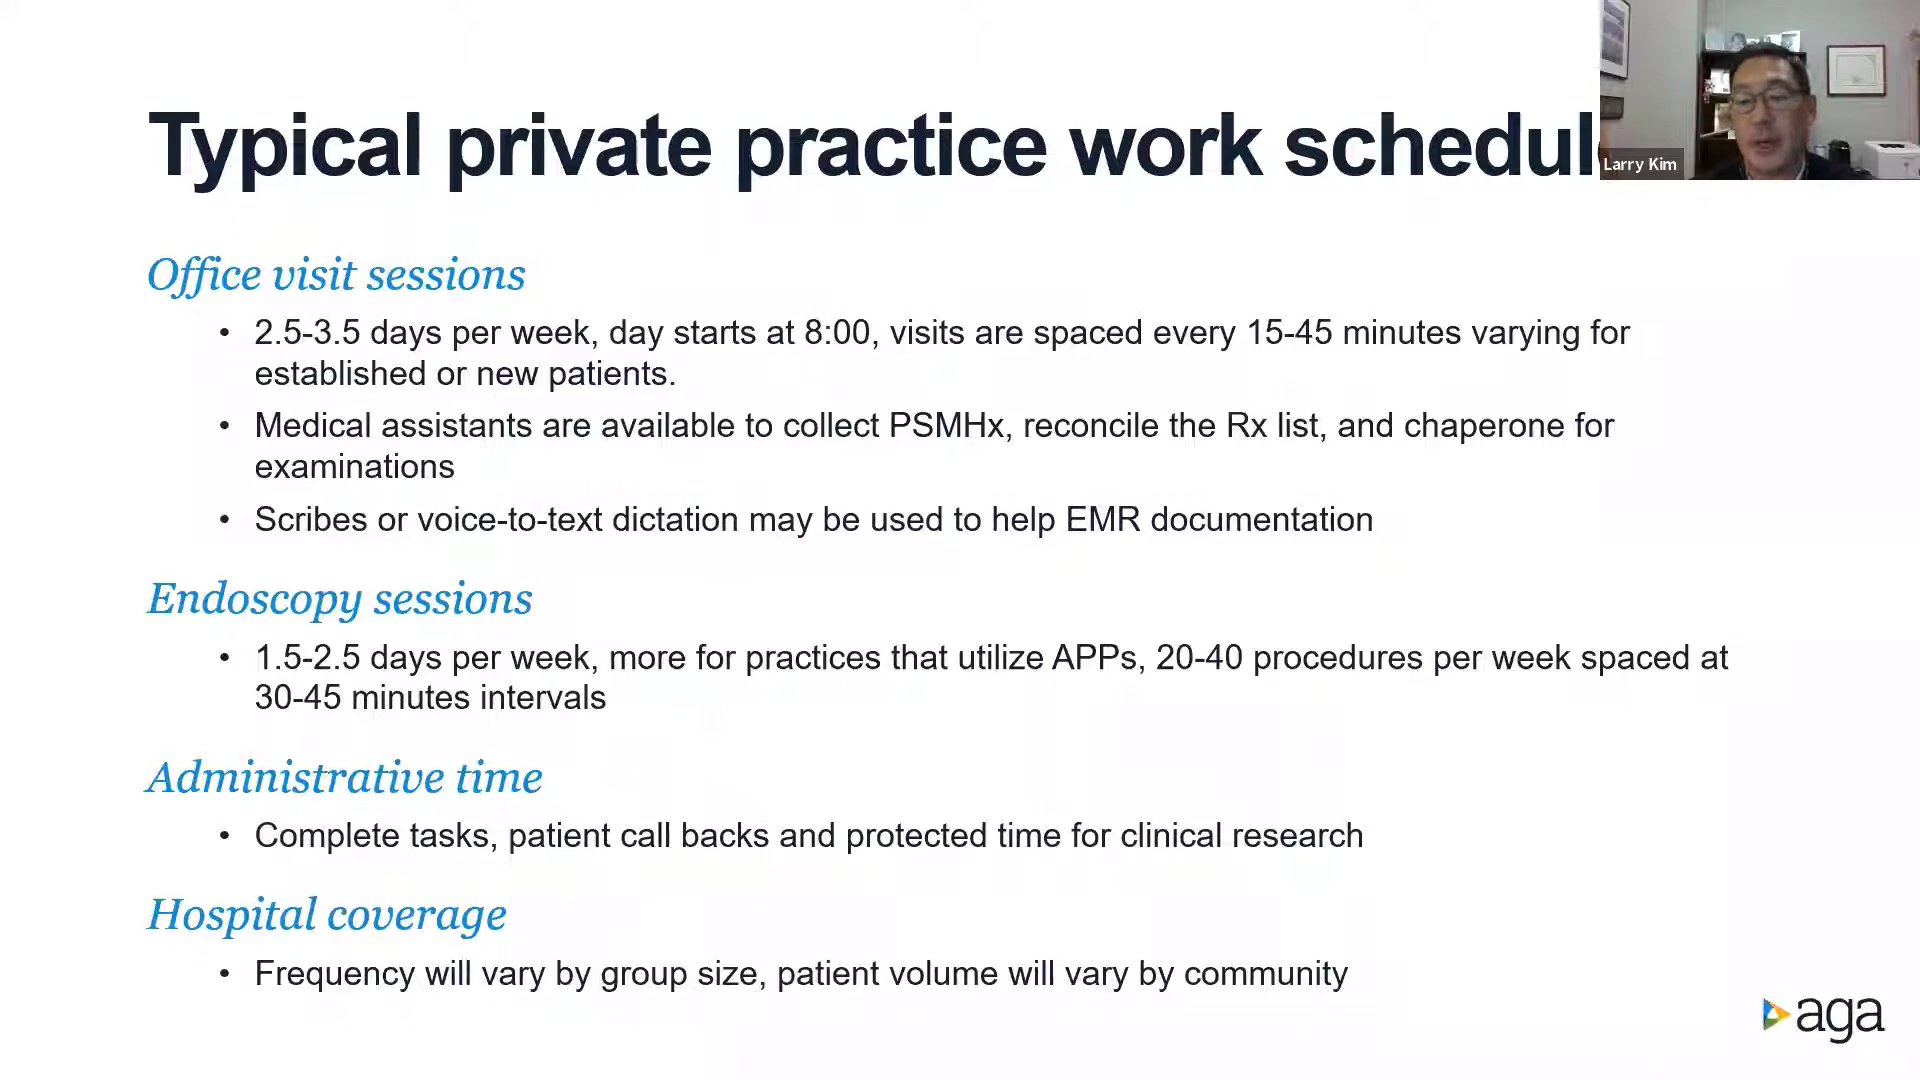 Typical private practice work schedul
Larry Kim
Office visit sessions
• 2.5-3.5 days per week, day starts at 8:00, visits are spaced every 15-45 minutes varying for
established or new patients.
• Medical assistants are available to collect PSMHx, reconcile the Rx list, and chaperone for
examinations
• Scribes or voice-to-text dictation may be used to help EMR documentation
Endoscopy sessions
• 1.5-2.5 days per week, more for practices that utilize APPs, 20-40 procedures per week spaced at
30-45 minutes intervals
Administrative time
• Complete tasks, patient call backs and protected time for clinical research
Hospital coverage
• Frequency will vary by group size, patient volume will vary by community
aga